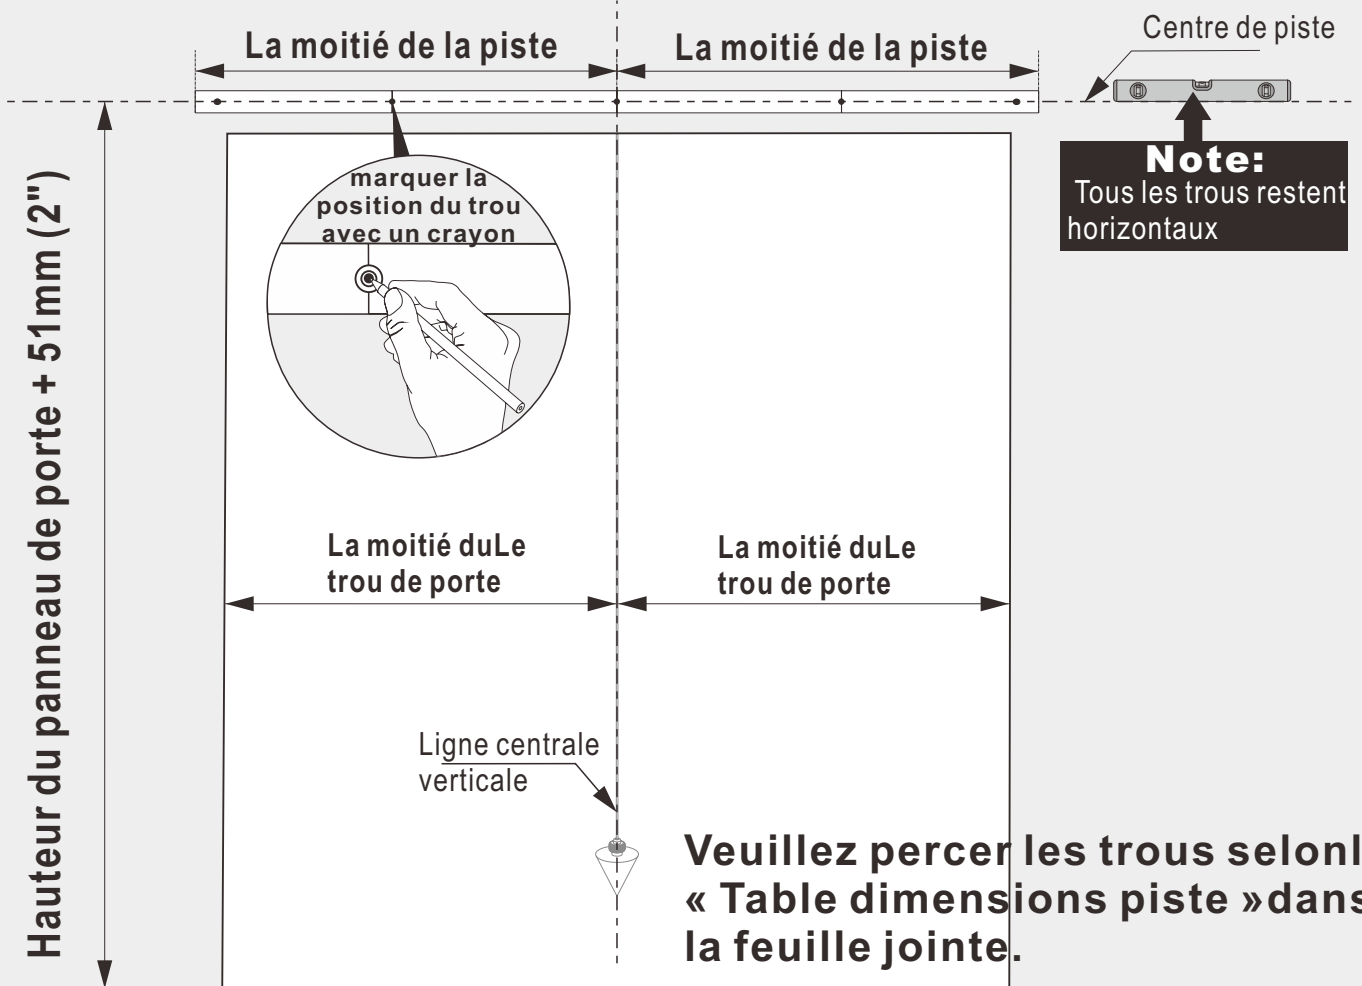 La moitié de la piste
La moitié de la piste
Centre de piste
Note:
Tous les trous restent
horizontaux
marquer la
position du trou
avec un crayon
Hauteur du panneau de porte + 51mm (2")
La moitié duLe
trou de porte
La moitié duLe
trou de porte
Ligne centrale
verticale
Veuillez percer les trous selonl
« Table dimensions piste »dans
la feuille jointe.